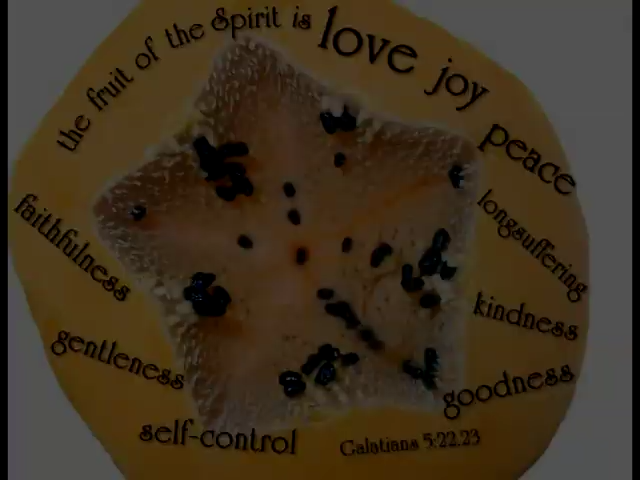 the fruit of the Spirit is love joy peace
longsuffering
kindness
goodness
faithfulness
gentleness
self-control
Galatians 5:22,23